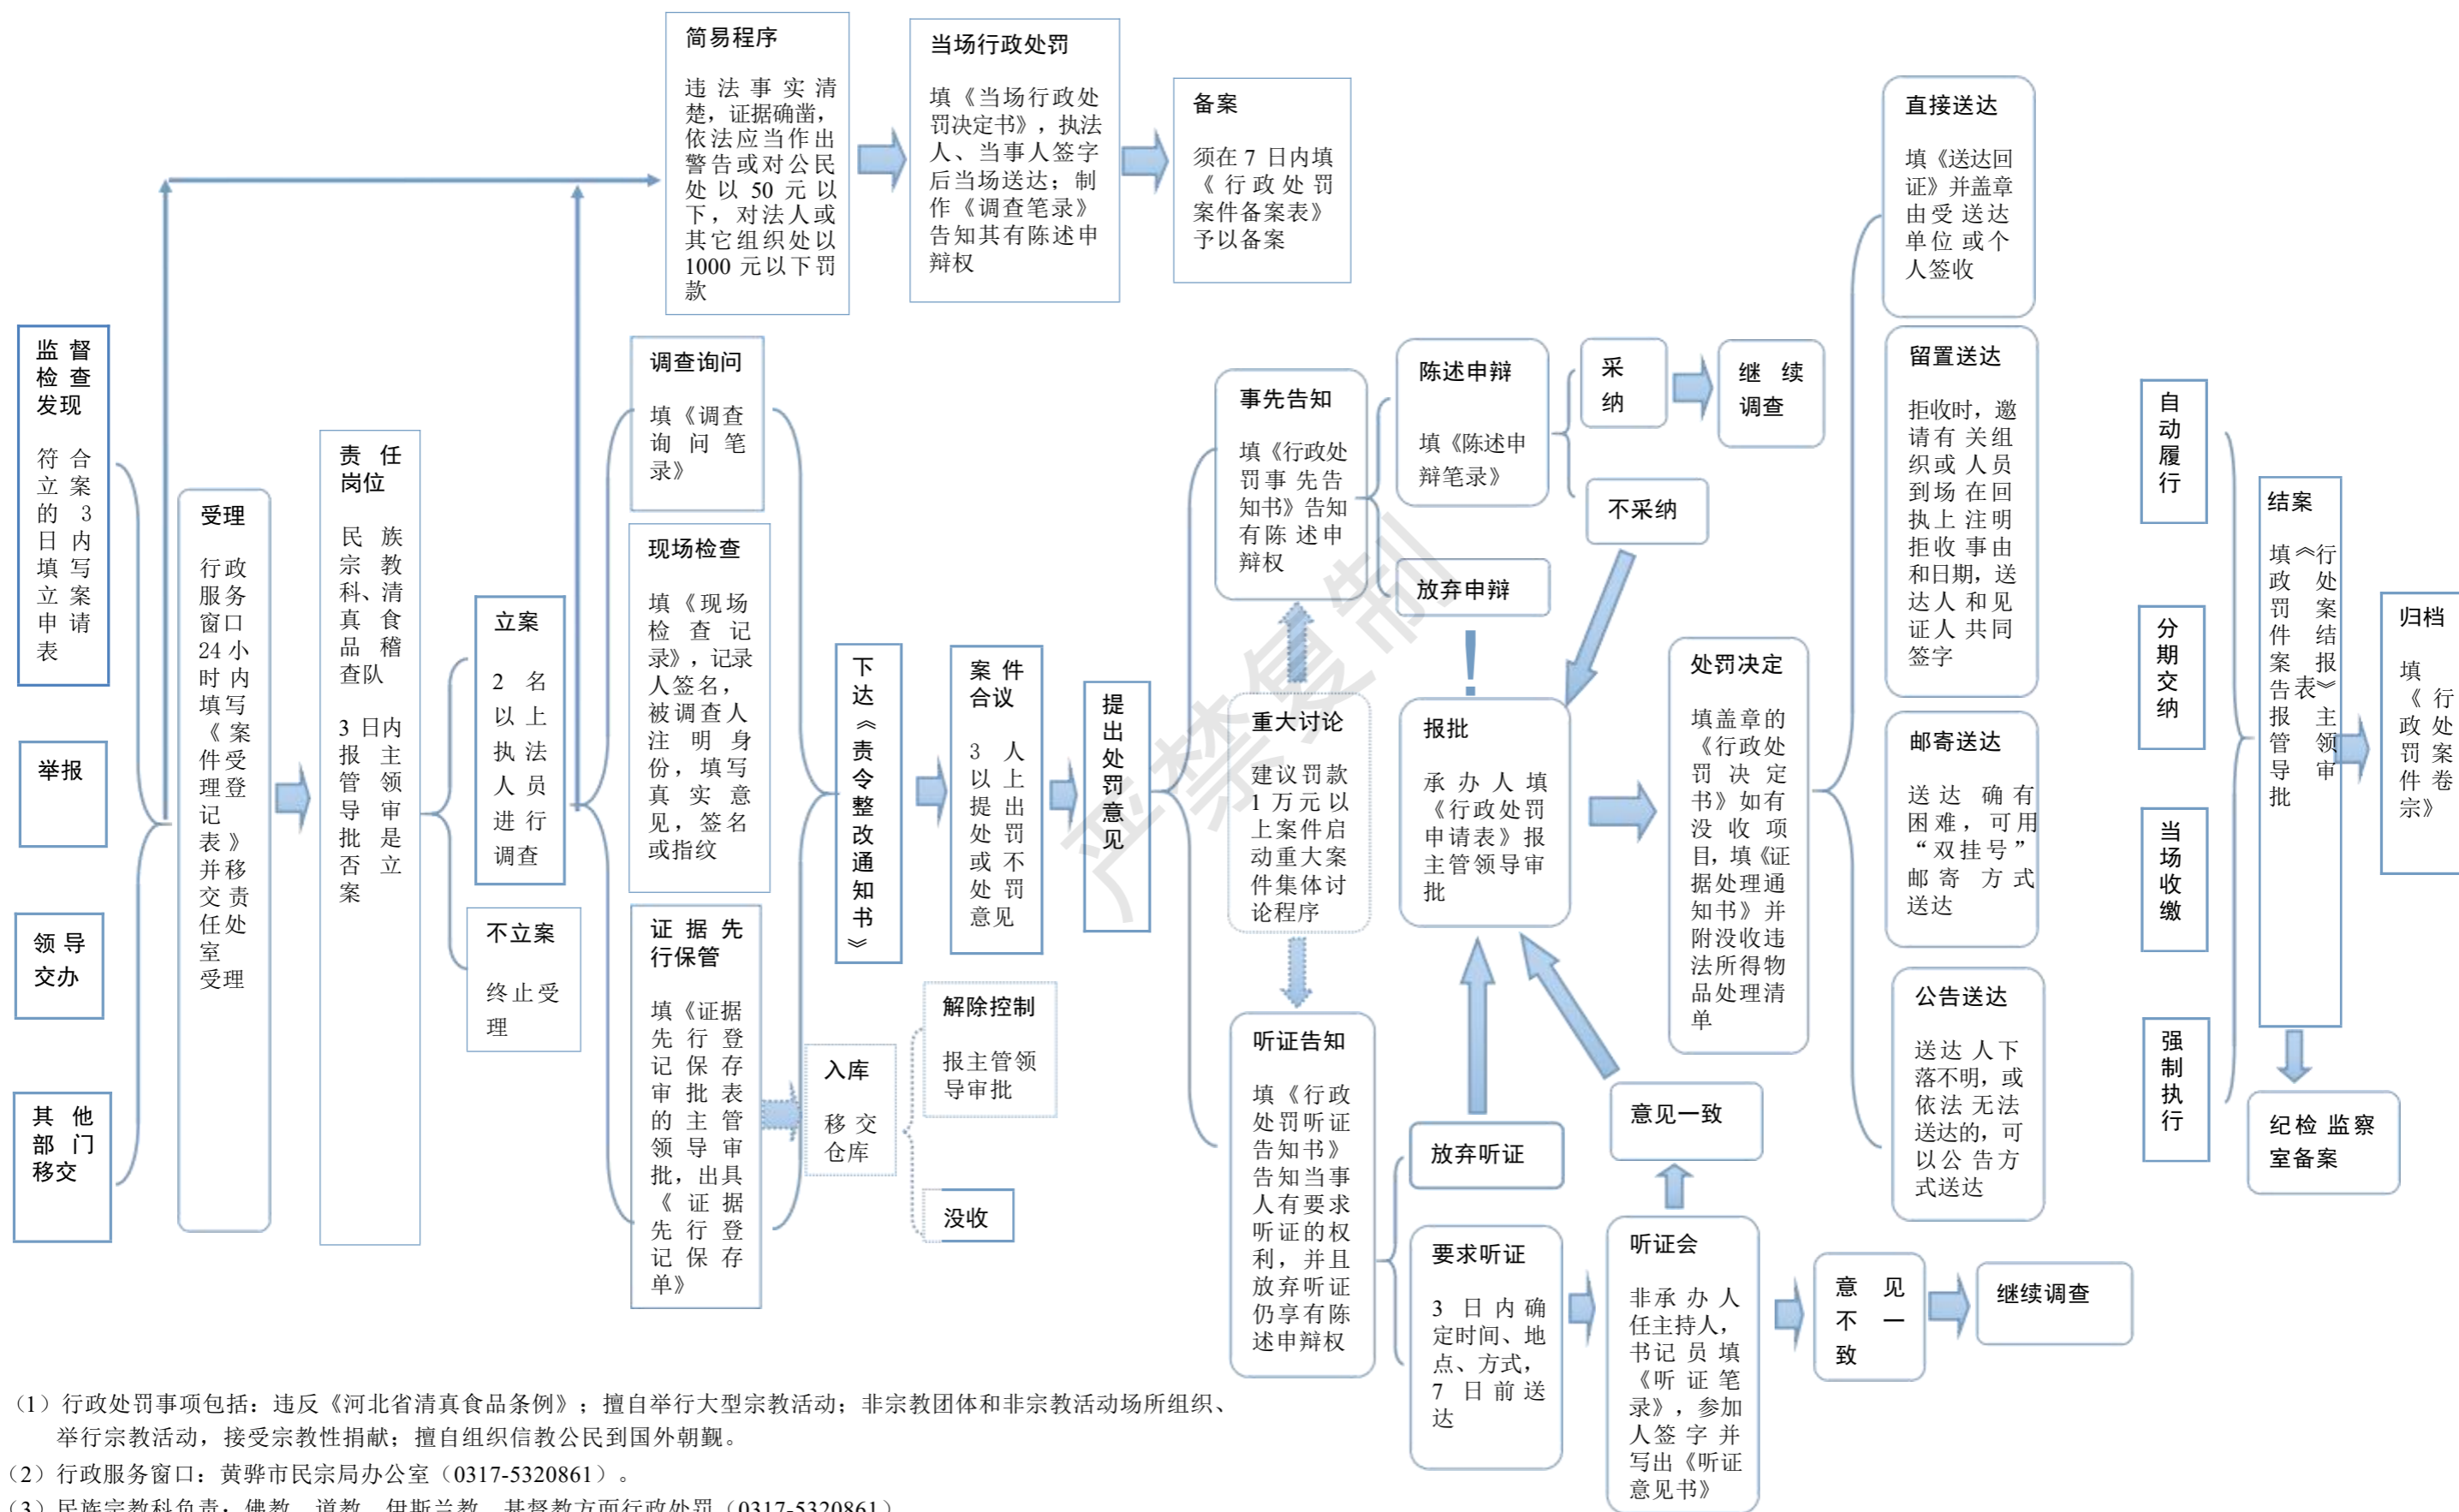 简易程序
违法事实清
楚，证据确凿，
依法应当作出
警告或对公民
处以 50 元以
下，对法人或
其它组织处以
1000 元以下罚
款
当场行政处罚
填《当场行政处
罚决定书》，执法
人、当事人签字
后当场送达；制
作《调查笔录》
告知其有陈述申
辩权
备案
须在 7 日内填
《行政处罚
案件备案表》
予以备案
监督
检查
发现
符合
立案
的 3
日内
填写
立案
申请
表
举报
领导
交办
其他
部门
移交
受理
行政
服务
窗口
24 小
时内
填写
《案
件受
理登
记
表》
并移
交责
任处
室
受理
责任
岗位
民族
宗教
科、清
真食
品稽
查队
3 日内
报主
管领
导审
批是
否立
案
立案
2 名
以上
执法
人员
进行
调查
不立案
终止受
理
调查询问
填《调查
询问笔
录》
现场检查
填《现场
检查记
录》，记录
人签名，
被调查人
注明身
份，填写
真实意
见，签名
或指纹
证据先
行保管
填《证据
先行登
记保存
审批表
的主管
领导审
批，出具
《证据
先行登
记保存
单》
入库
移交
仓库
解除控制
报主管领
导审批
没收
下
达
《
责
令
整
改
通
知
书
》
案件
合议
3 人
以上
提出
处罚
或不
处罚
意见
提
出
处
罚
意
见
事先告知
填《行政处
罚事 先告
知书》告知
有陈 述申
辩权
重大讨论
建议罚款
1 万元以
上案件启
动重大案
件集体讨
论程序
听证告知
填《行政
处罚听证
告知书》
告知当事
人有要求
听证的权
利，并且
放弃听证
仍享有陈
述申辩权
陈述申辩
填《陈述申
辩笔录》
放弃申辩
采
纳
不采纳
继续
调查
报批
承办人填
《行政处罚
申请表》报
主管领导审
批
放弃听证
要求听证
3 日内确
定时间、地
点、方式，
7 日前送
达
听证会
非承办人
任主持人，
书记员填
《听证笔
录》，参加
人签字并
写出《听证
意见书》
意见一致
意见
不一
致
继续调查
处罚决定
填盖章的
《行政处
罚决定
书》如有
没收项
目，填《证
据处理通
知书》并
附没收违
法所得物
品处理清
单
直接送达
填《送达回
证》并盖章
由受 送达
单位 或个
人签收
留置送达
拒收时，邀
请有 关组
织或 人员
到场 在回
执上 注明
拒收 事由
和日期，送
达人 和见
证人 共同
签字
邮寄送达
送达 确有
困难，可用
“双挂号”
邮寄 方式
送达
公告送达
送达 人下
落不明，或
依法 无法
送达的，可
以公 告方
式送达
自
动
履
行
分
期
交
纳
当
场
收
缴
强
制
执
行
结案
填《行
政处
罚案
件结
案报
告表》
报主
管领
导审
批
归档
填
《行
政处
罚案
件卷
宗》
纪检 监察
室备案
严禁复制
（1）行政处罚事项包括：违反《河北省清真食品条例》；擅自举行大型宗教活动；非宗教团体和非宗教活动场所组织、
举行宗教活动，接受宗教性捐献；擅自组织信教公民到国外朝觐。
（2）行政服务窗口：黄骅市民宗局办公室（0317-5320861）。
（3）民族宗教科负责：佛教、道教、伊斯兰教、基督教方面行政处罚（0317-5320861）